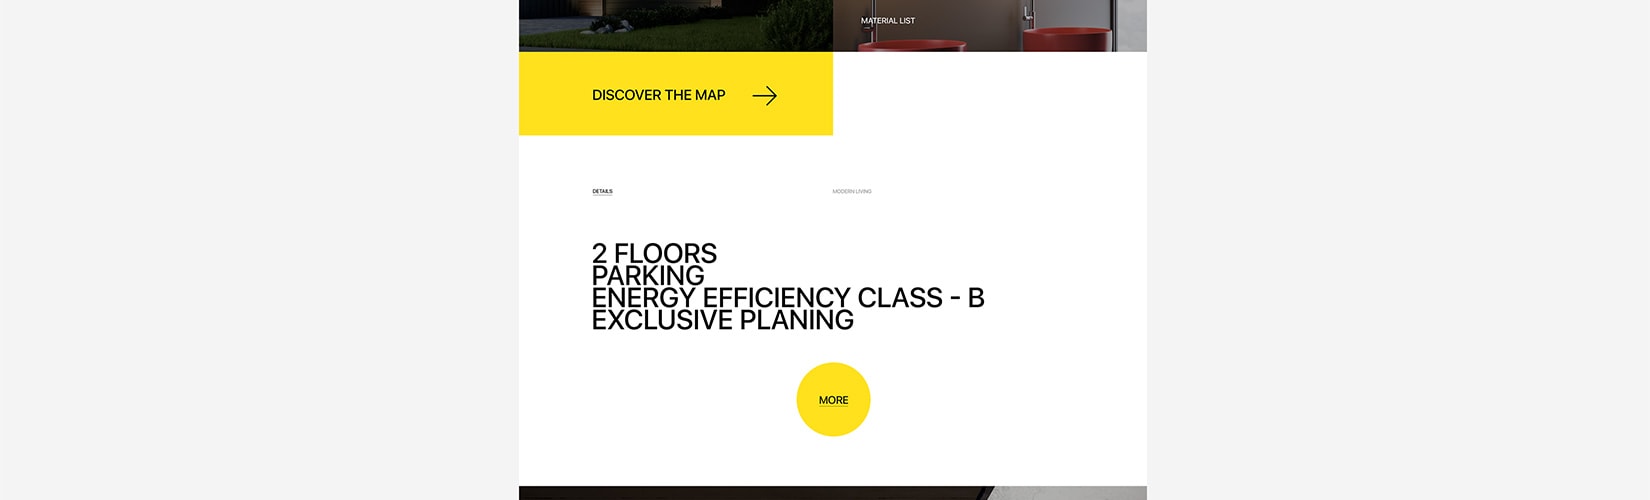 MATERIAL LIST
DISCOVER THE MAP
DETAILS
MODERN LIVING
2 FLOORS
PARKING
ENERGY EFFICIENCY CLASS - B
EXCLUSIVE PLANING
MORE